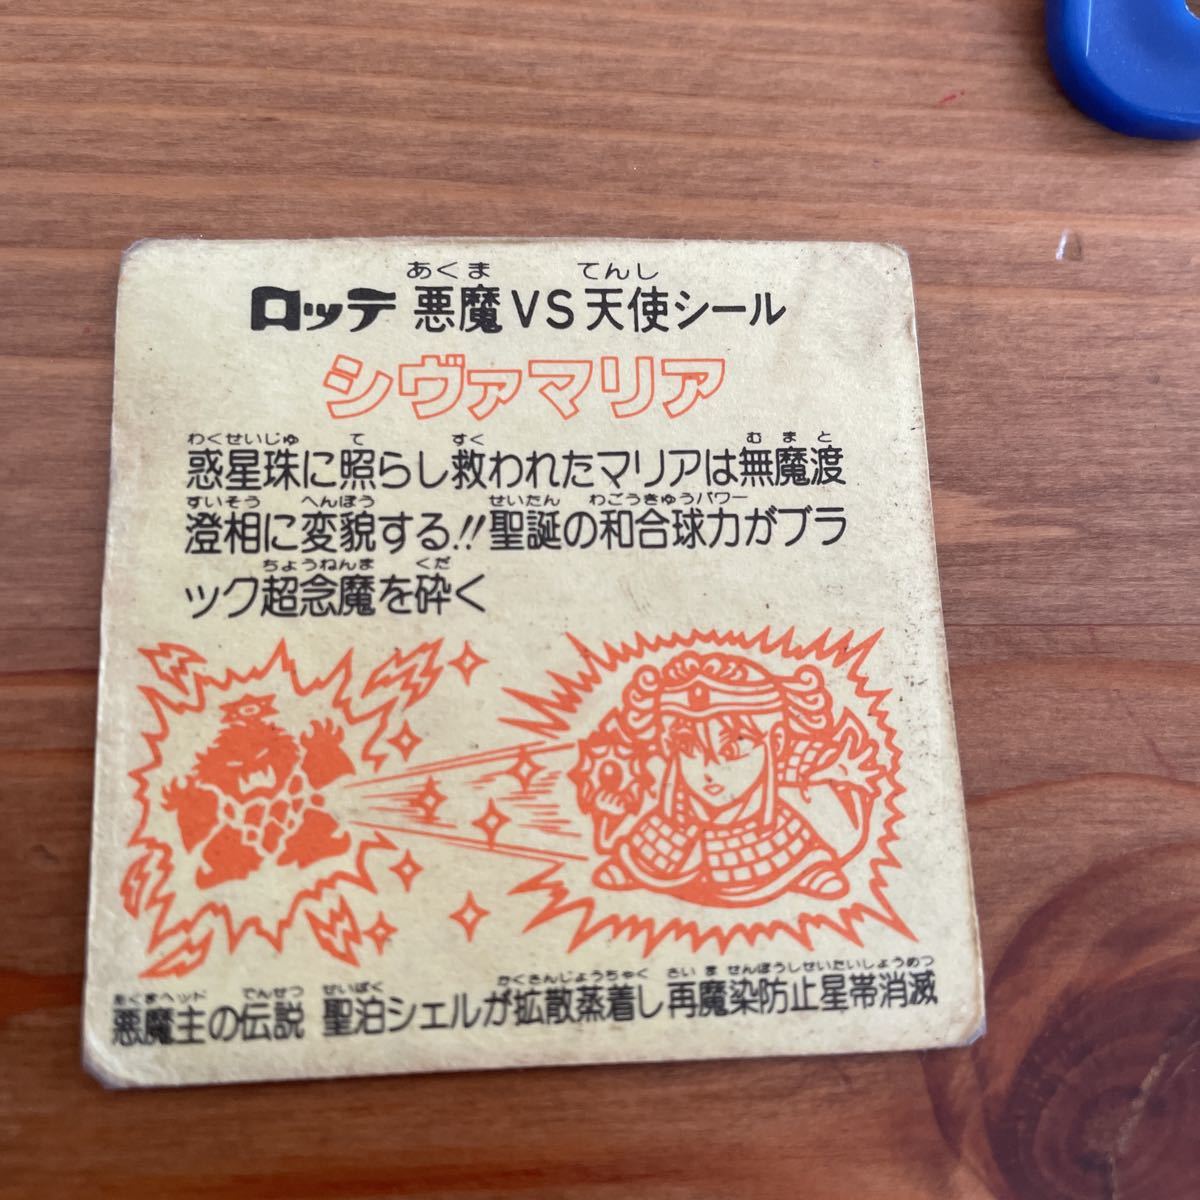 あくま てんし
ロッテ 悪魔VS天使シール
シヴァマリア
わくせいじゅ て すく むまと
惑星珠に照らし救われたマリアは無魔渡
すいそう へんぼう せいたん わごうきゅうパワー
澄相に変貌する!!聖誕の和合球力がブラ
ちょうねんま くだ
ック超念魔を砕く
あくまヘッド でんせつ せいぱく かくさんじょうちゃく さいま せんぼうしせいたいしょうめつ
悪魔主の伝説 聖泊シェルが拡散蒸着し再魔染防止星帯消滅